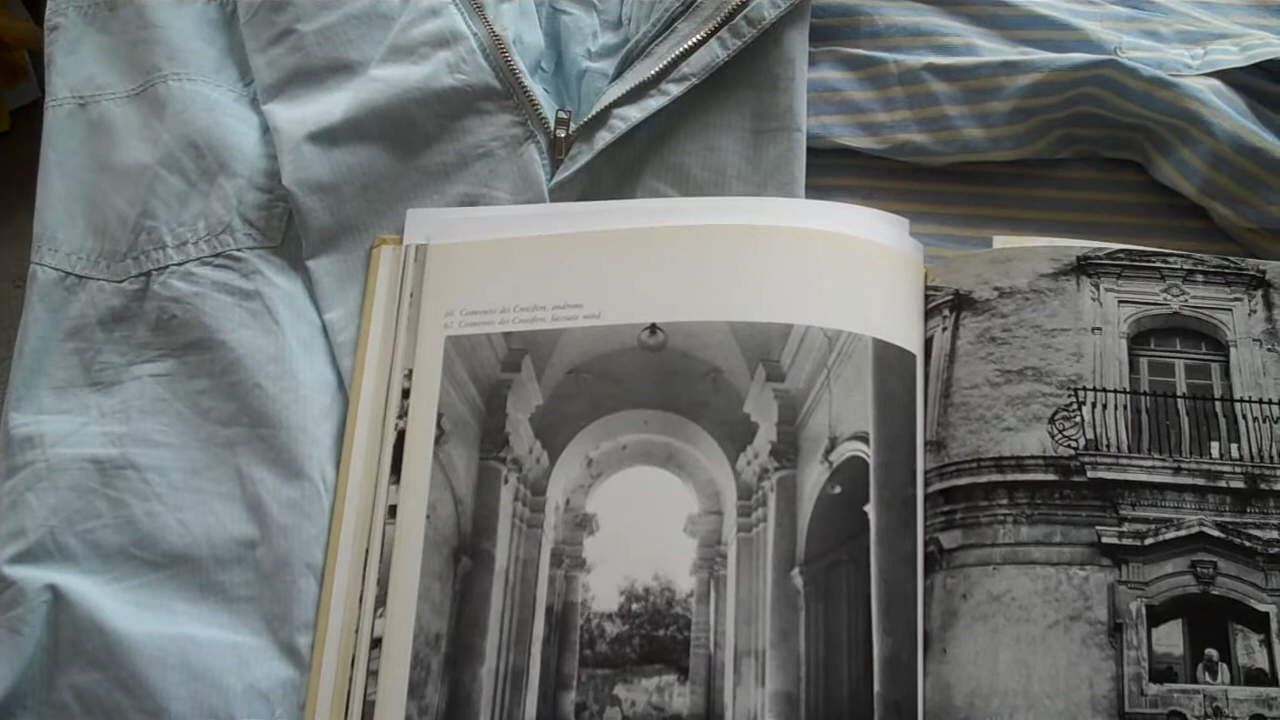 66. Convento dei Crociferi, androne
67. Convento dei Crociferi, facciata nord